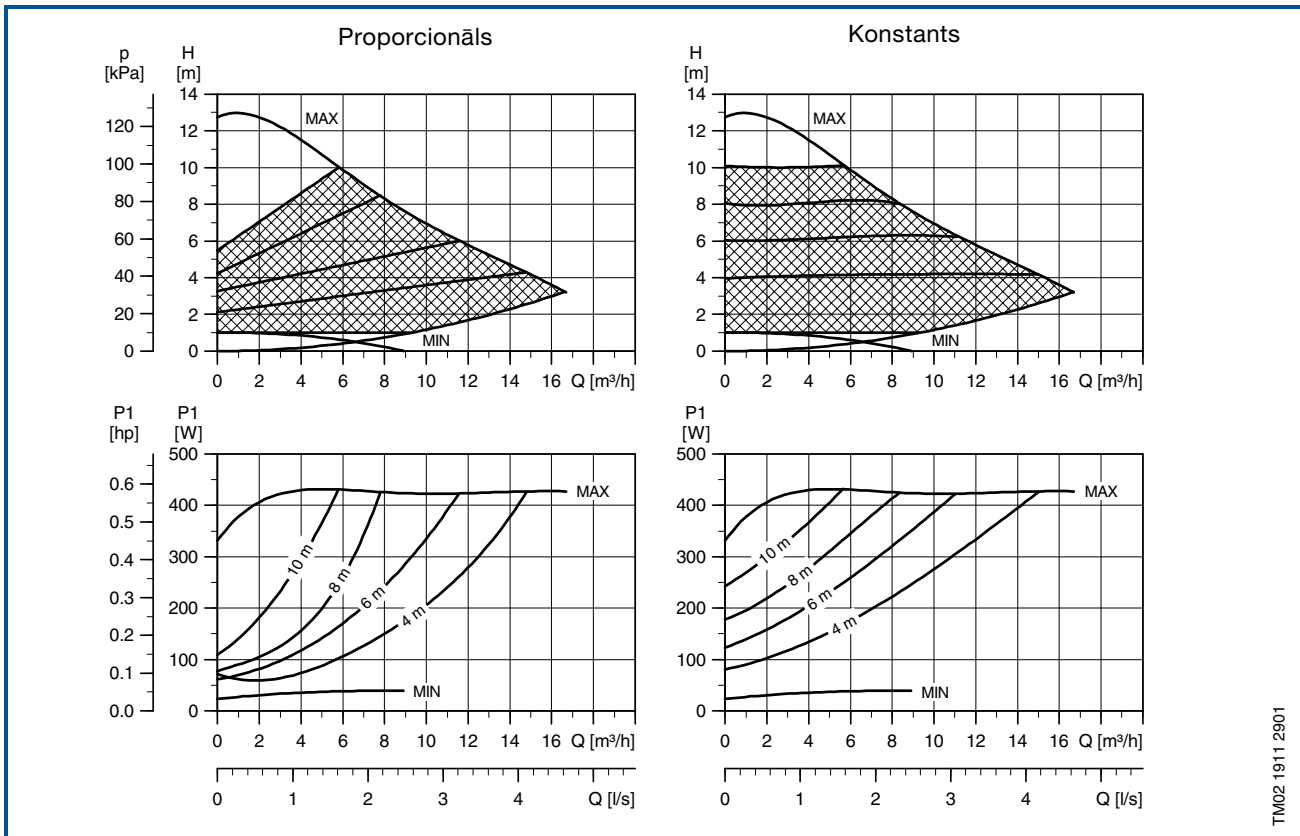 Proporcionāls
Konstants
p
[kPa]
H
[m]
H
[m]
14
12
10
8
6
4
2
0
120
100
80
60
40
20
0
MAX
MIN
0 2 4 6 8 10 12 14 16 Q [m³/h]
14
12
10
8
6
4
2
0
MAX
MIN
0 2 4 6 8 10 12 14 16 Q [m³/h]
P1
[hp]
P1
[W]
0.6
0.5
0.4
0.3
0.2
0.1
0.0
500
400
300
200
100
0
MAX
10 m
8 m
6 m
4 m
MIN
0 2 4 6 8 10 12 14 16 Q [m³/h]
0 1 2 3 4 Q [l/s]
P1
[W]
500
400
300
200
100
0
MAX
10 m
8 m
6 m
4 m
MIN
0 2 4 6 8 10 12 14 16 Q [m³/h]
0 1 2 3 4 Q [l/s]
TM02 1911 2901